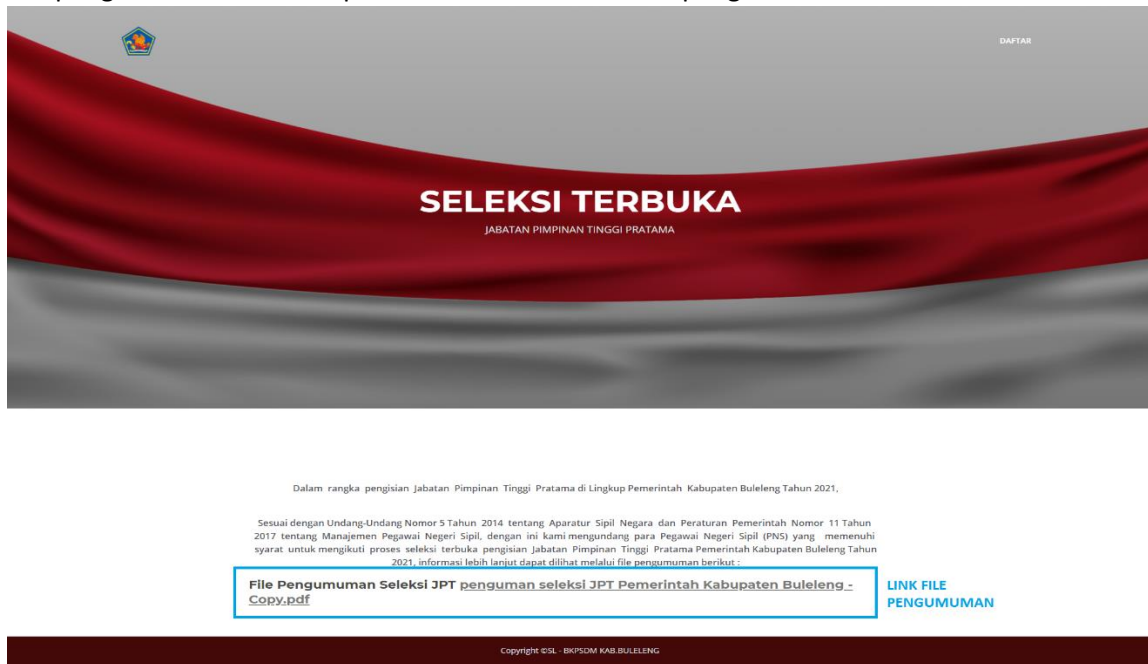 DAFTAR
SELEKSI TERBUKA
JABATAN PIMPINAN TINGGI PRATAMA
Dalam rangka pengisian Jabatan Pimpinan Tinggi Pratama di Lingkup Pemerintah Kabupaten Buleleng Tahun 2021,
Sesuai dengan Undang-Undang Nomor 5 Tahun 2014 tentang Aparatur Sipil Negara dan Peraturan Pemerintah Nomor 11 Tahun
2017 tentang Manajemen Pegawai Negeri Sipil, dengan ini kami mengundang para Pegawai Negeri Sipil (PNS) yang memenuhi
syarat untuk mengikuti proses seleksi terbuka pengisian Jabatan Pimpinan Tinggi Pratama Pemerintah Kabupaten Buleleng Tahun
2021, informasi lebih lanjut dapat dilihat melalui file pengumuman berikut :
File Pengumuman Seleksi JPT penguman seleksi JPT Pemerintah Kabupaten Buleleng -
Copy.pdf
LINK FILE
PENGUMUMAN
Copyright ©SL - BKPSDM KAB.BULELENG